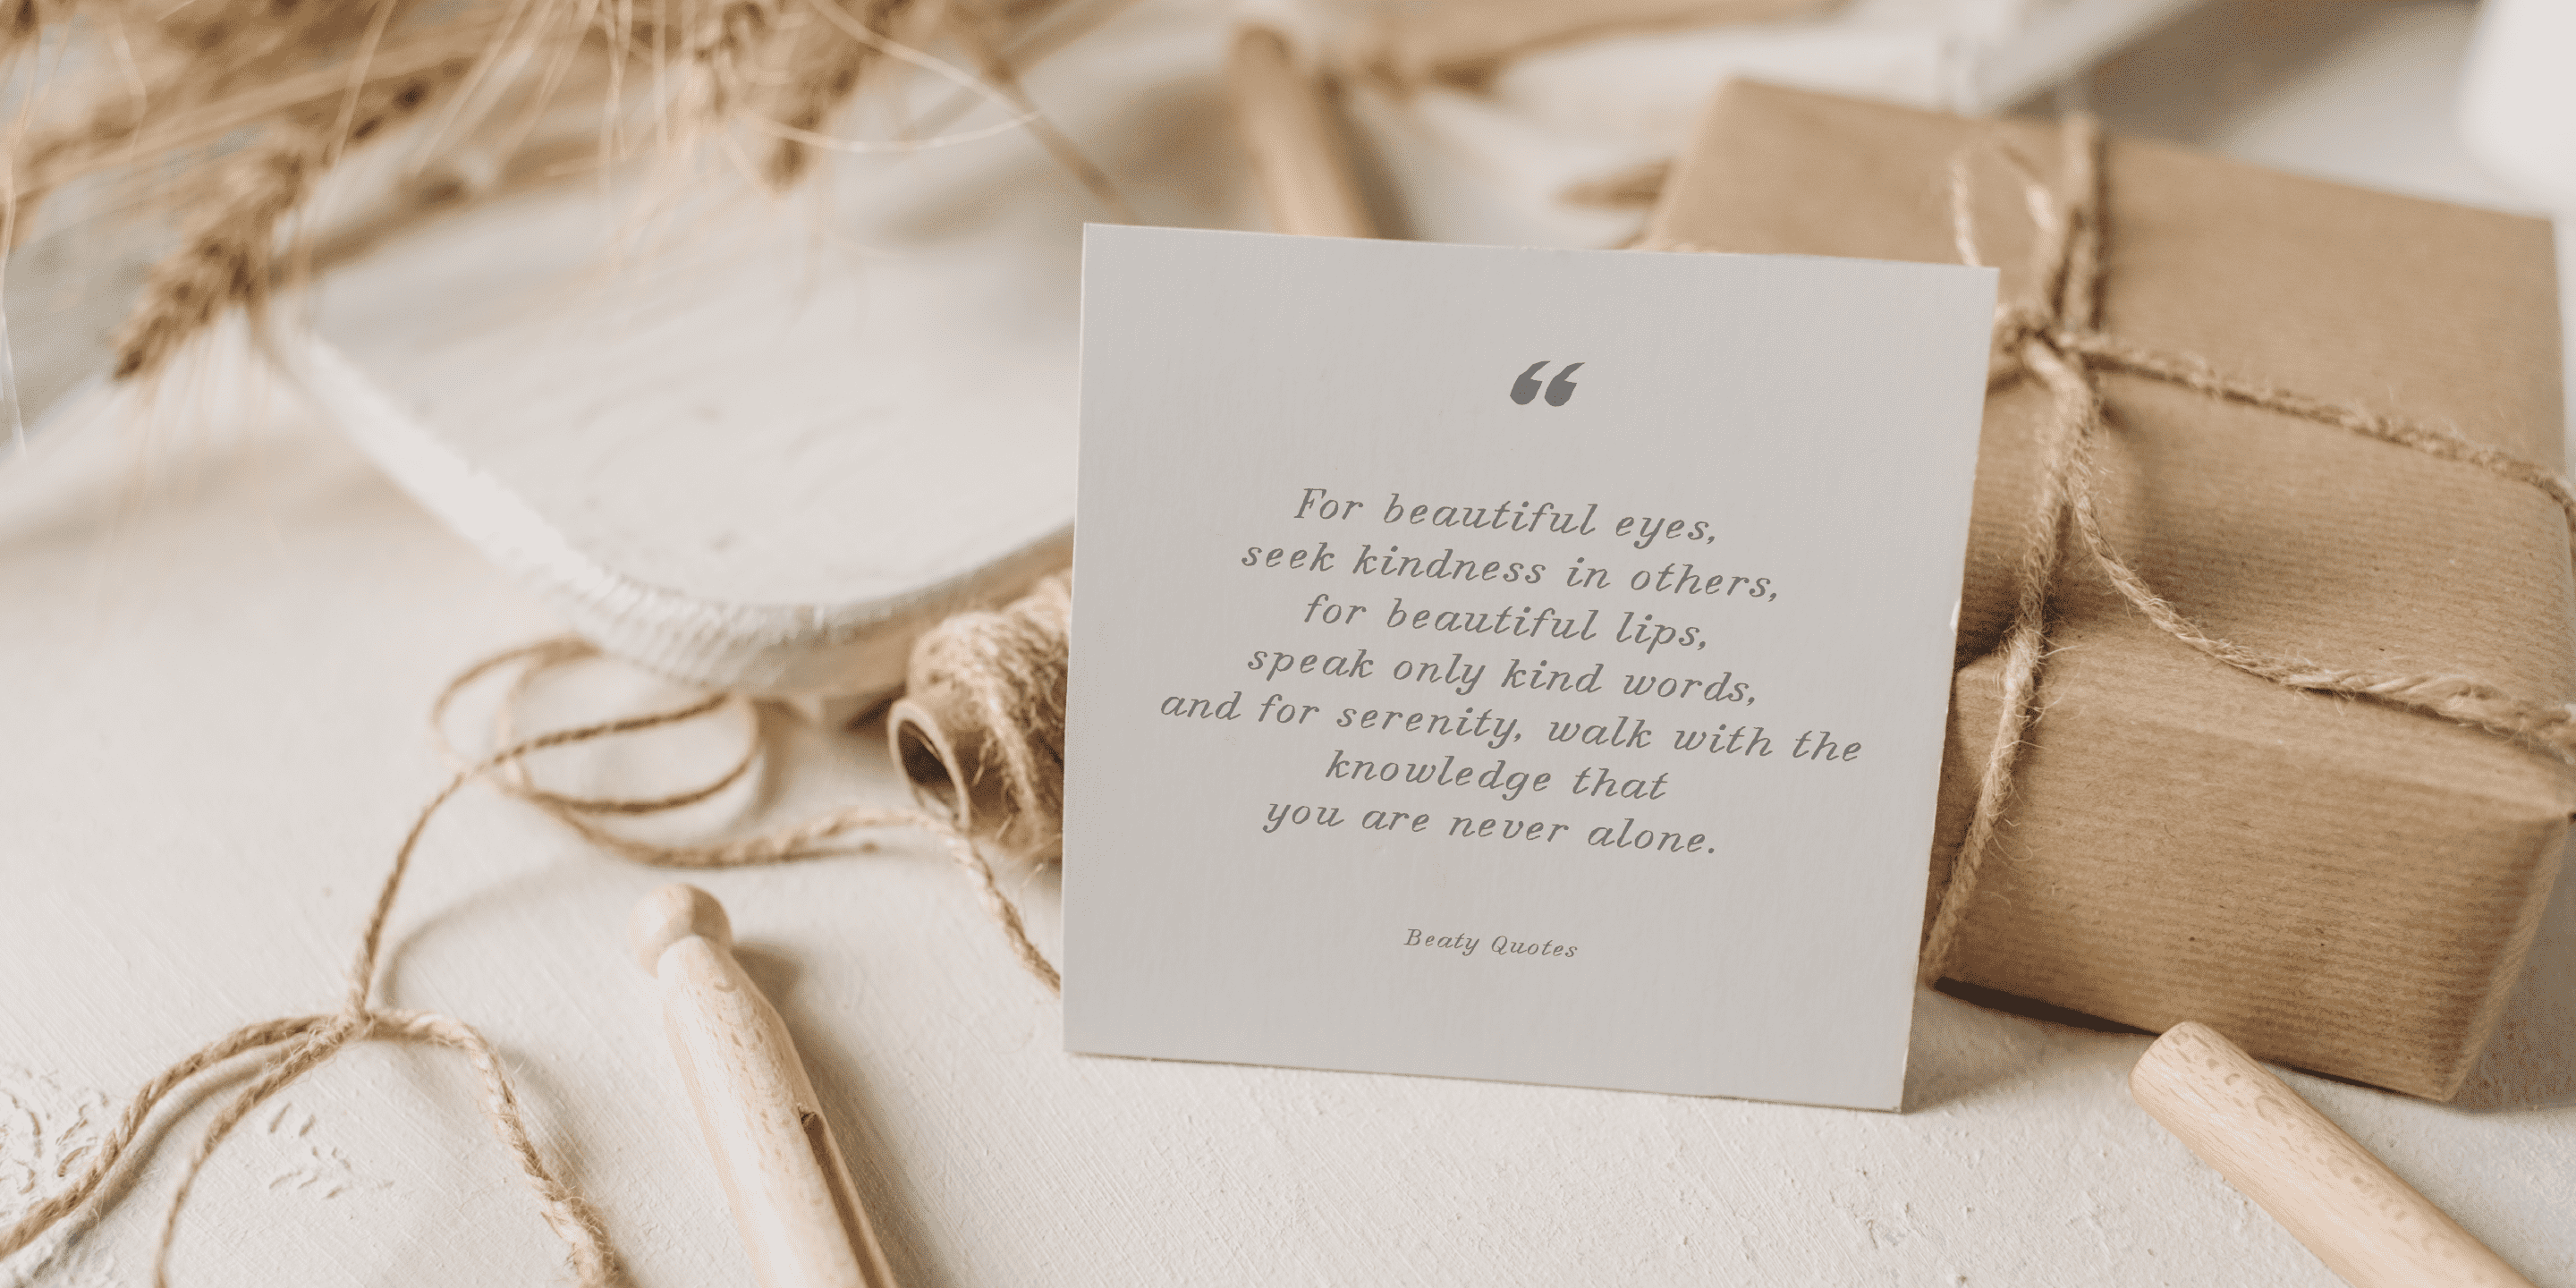 “
For beautiful eyes,
seek kindness in others,
for beautiful lips,
speak only kind words,
and for serenity, walk with the
knowledge that
you are never alone.
Beaty Quotes